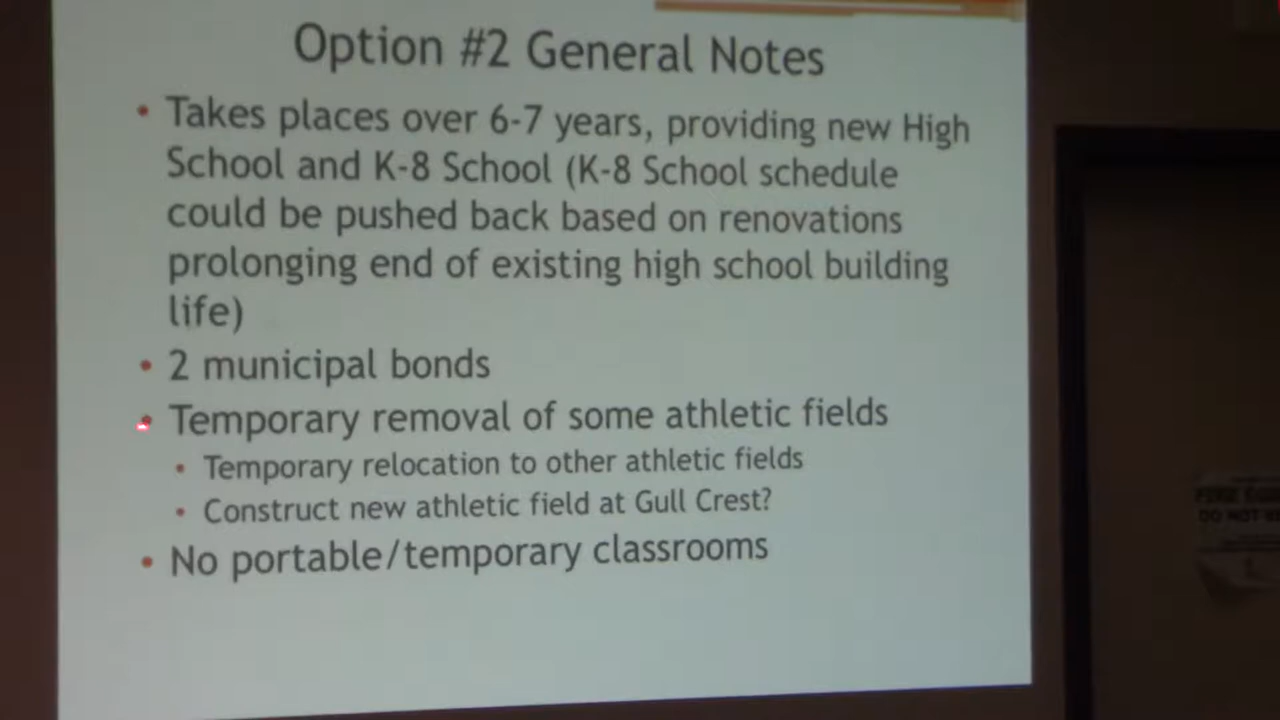 Option #2 General Notes
• Takes places over 6-7 years, providing new High
School and K-8 School (K-8 School schedule
could be pushed back based on renovations
prolonging end of existing high school building
life)
• 2 municipal bonds
• Temporary removal of some athletic fields
• Temporary relocation to other athletic fields
• Construct new athletic field at Gull Crest?
• No portable/temporary classrooms
DO NOT